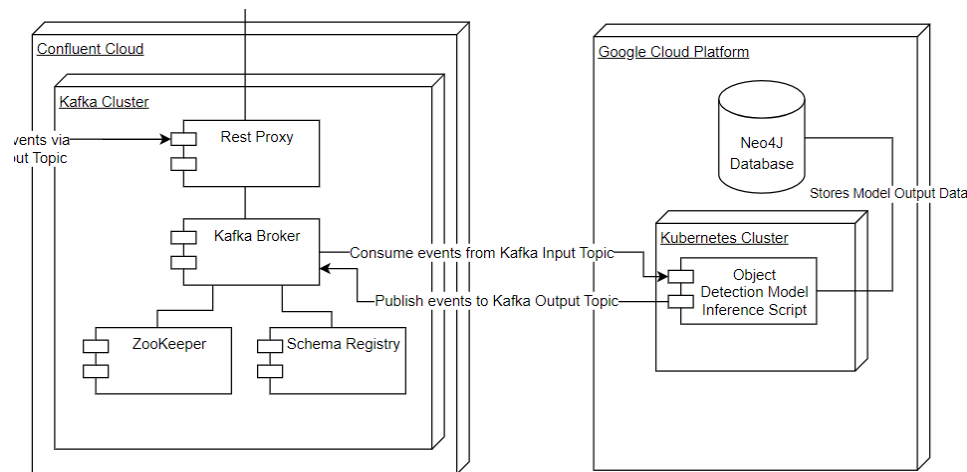 Confluent Cloud
Kafka Cluster
Rest Proxy
vents via
ut Topic
Kafka Broker
ZooKeeper
Schema Registry
Consume events from Kafka Input Topic
Publish events to Kafka Output Topic
Google Cloud Platform
Neo4J
Database
Stores Model Output Data
Kubernetes Cluster
Object
Detection Model
Inference Script